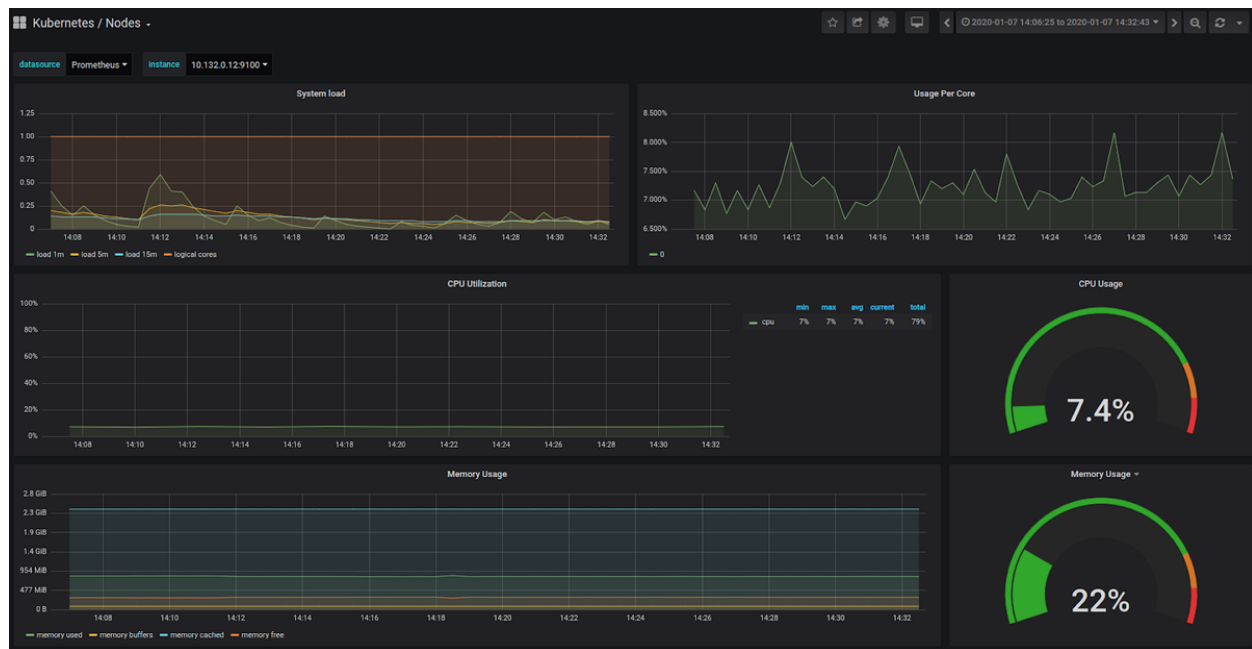 Kubernetes / Nodes
2020-01-07 14:06:25 to 2020-01-07 14:32:43
datasource Prometheus instance 10.132.0.12:9100
System load
1.25
1.00
0.75
0.50
0.25
0
14:08 14:10 14:12 14:14 14:16 14:18 14:20 14:22 14:24 14:26 14:28 14:30 14:32
load 1m load 5m load 15m logical cores
Usage Per Core
8.500%
8.000%
7.500%
7.000%
6.500%
14:08 14:10 14:12 14:14 14:16 14:18 14:20 14:22 14:24 14:26 14:28 14:30 14:32
0
CPU Utilization
100%
80%
60%
40%
20%
0%
14:08 14:10 14:12 14:14 14:16 14:18 14:20 14:22 14:24 14:26 14:28 14:30 14:32
min max avg current total
cpu 7% 7% 7% 7% 79%
CPU Usage
7.4%
Memory Usage
2.8 GiB
2.3 GiB
1.9 GiB
1.4 GiB
954 MiB
477 MiB
0 B
14:08 14:10 14:12 14:14 14:16 14:18 14:20 14:22 14:24 14:26 14:28 14:30 14:32
memory used memory buffers memory cached memory free
Memory Usage
22%